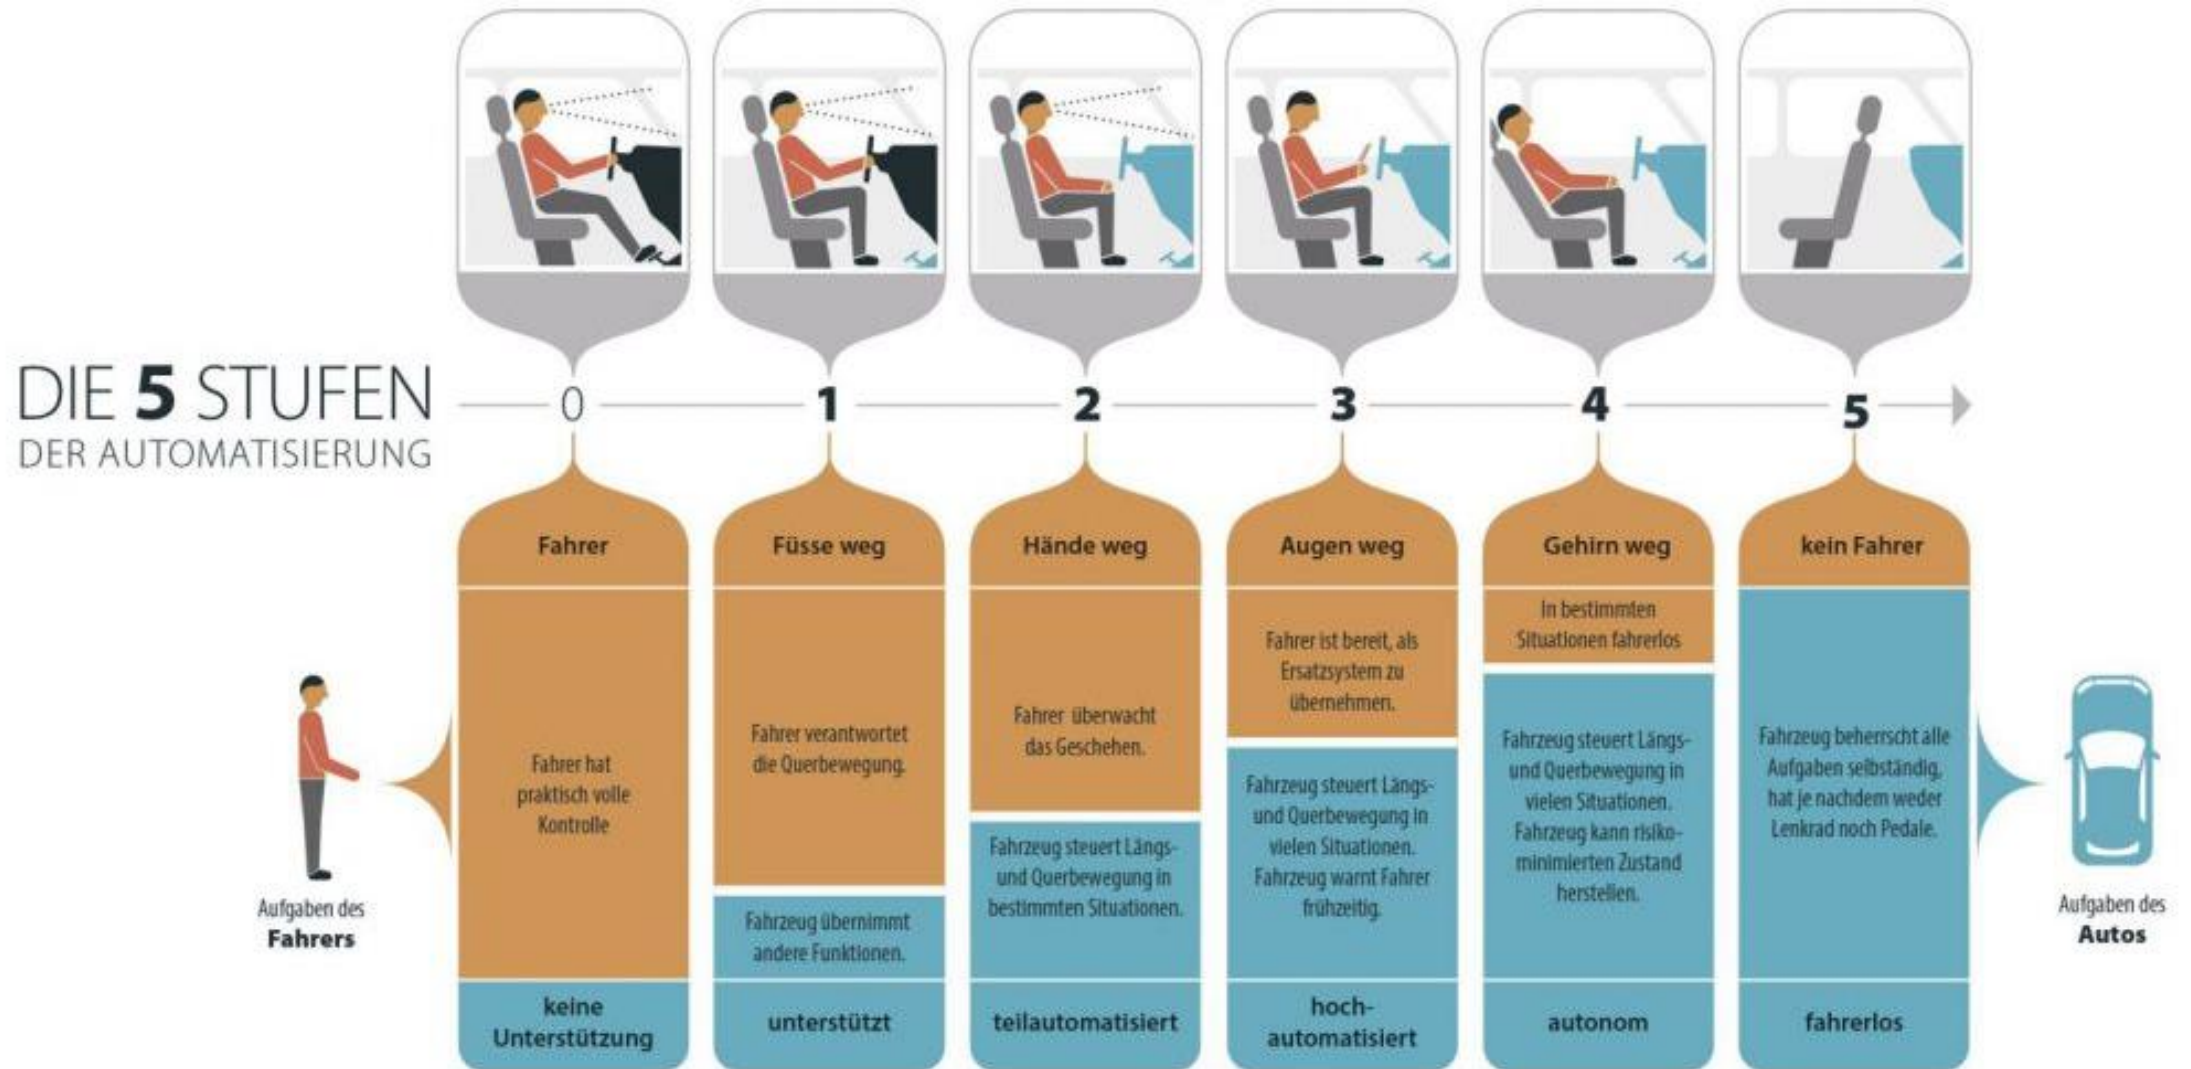 DIE 5 STUFEN
DER AUTOMATISIERUNG
0
1
2
3
4
5
Fahrer
Füsse weg
Hände weg
Augen weg
Gehirn weg
kein Fahrer
Fahrer hat
praktisch volle
Kontrolle
Fahrer verantwortet
die Querbewegung.
Fahrer überwacht
das Geschehen.
Fahrer ist bereit, als
Ersatzsystem zu
übernehmen.
In bestimmten
Situationen fahrerlos
Fahrzeug übernimmt
andere Funktionen.
Fahrzeug steuert Längs-
und Querbewegung in
bestimmten Situationen.
Fahrzeug steuert Längs-
und Querbewegung in
vielen Situationen.
Fahrzeug warnt Fahrer
frühzeitig.
Fahrzeug steuert Längs-
und Querbewegung in
vielen Situationen.
Fahrzeug kann risiko-
minimierten Zustand
herstellen.
Fahrzeug beherrscht alle
Aufgaben selbständig,
hat je nachdem weder
Lenkrad noch Pedale.
Aufgaben des
Fahrers
Aufgaben des
Autos
keine
Unterstützung
unterstützt
teilautomatisiert
hoch-
automatisiert
autonom
fahrerlos